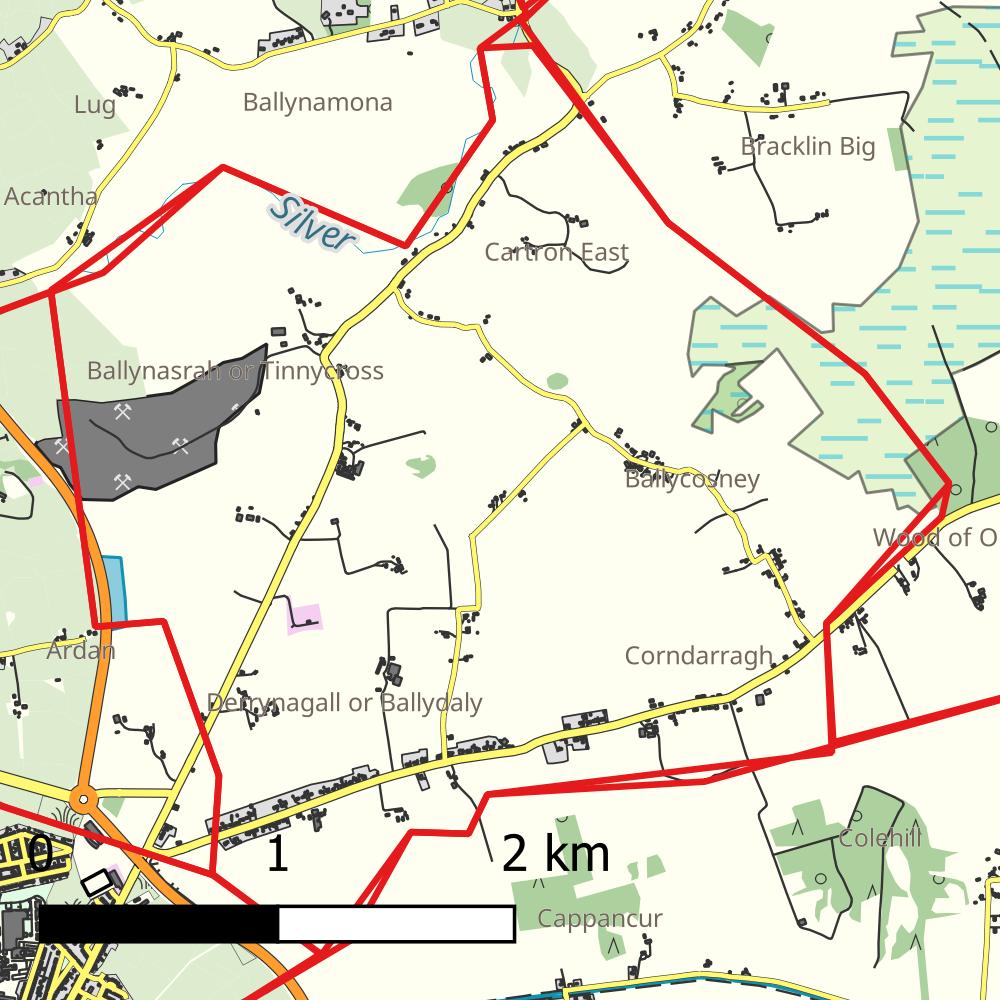 Lug
Ballynamona
Bracklin Big
Acantha
Silver
Cartron East
Ballynasrah or Tinnycross
Ballycosney
Wood of O
Ardan
Corndarragh
Derrynagall or Ballydaly
Colehill
0 1 2 km
Cappancur